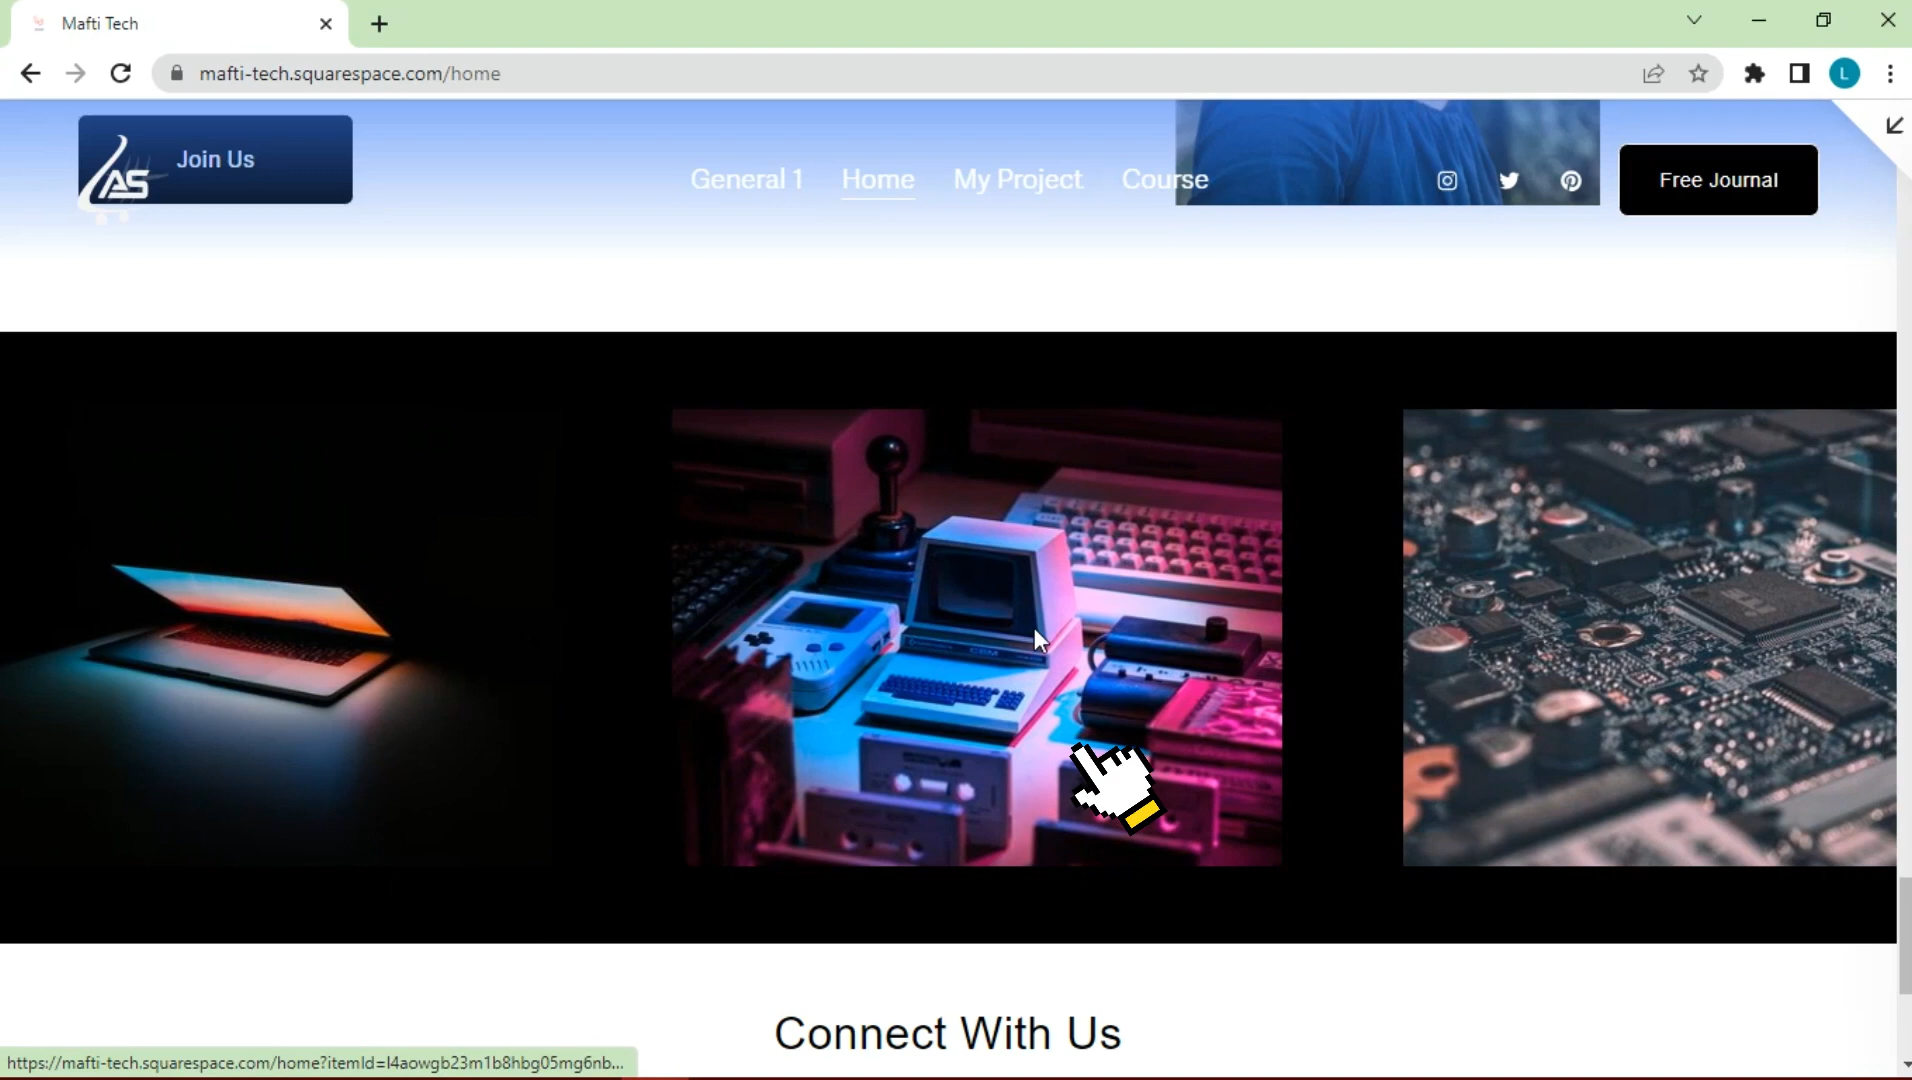 Mafti Tech
mafti-tech.squarespace.com/home
L
AS
Join Us
General 1 Home My Project Course
Free Journal
CBM
Connect With Us
https://mafti-tech.squarespace.com/home?itemId=l4aowgb23m1b8hbg05mg6nb...